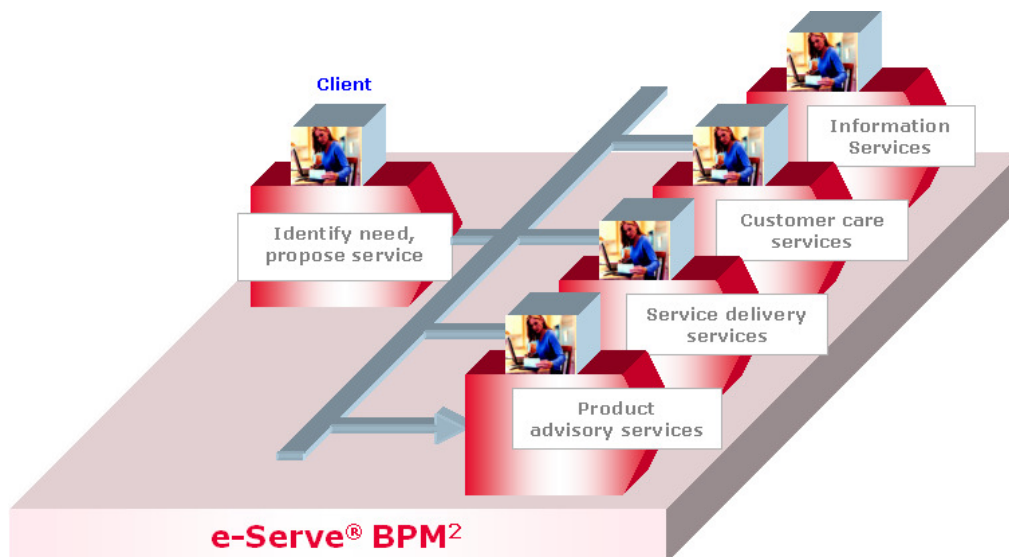 Client
Identify need,
propose service
Information
Services
Customer care
services
Service delivery
services
Product
advisory services
e-Serve® BPM²